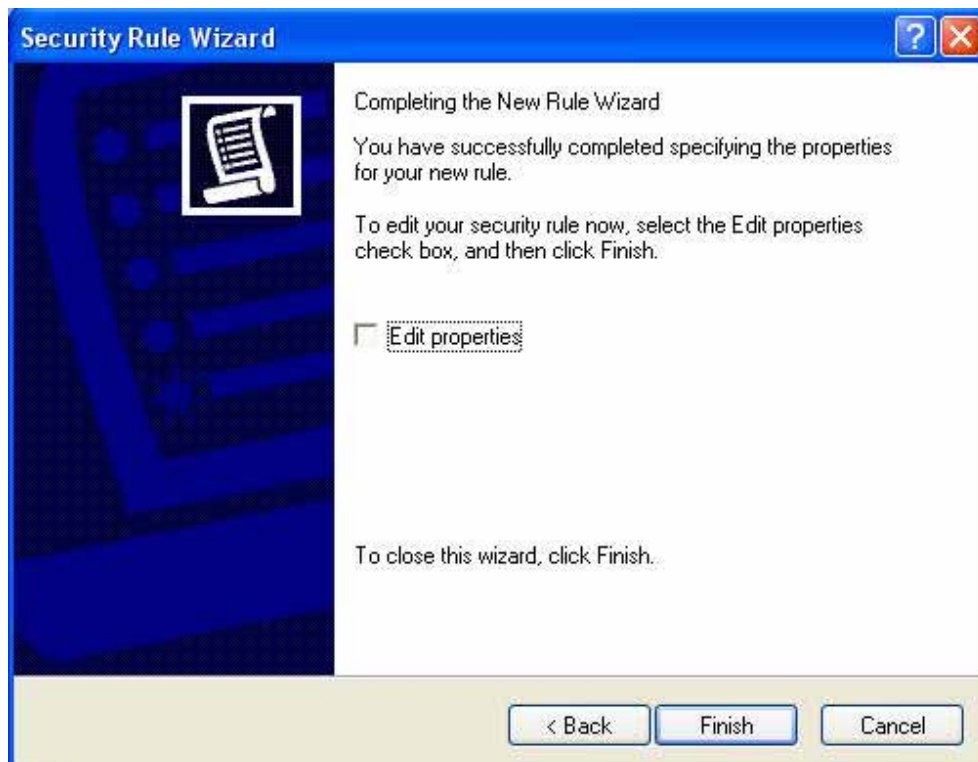 Security Rule Wizard
?
Completing the New Rule Wizard
You have successfully completed specifying the properties
for your new rule.
To edit your security rule now, select the Edit properties
check box, and then click Finish.
Edit properties
To close this wizard, click Finish.
< Back
Finish
Cancel